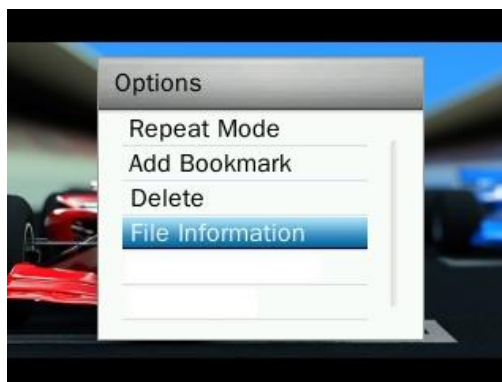 Options
Repeat Mode
Add Bookmark
Delete
File Information